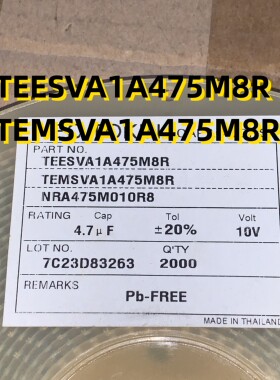 TEESVA1A475M8R
TEMSVA1A475M8R
PART NO.
TEESVA1A475M8R
TEMSVA1A475M8R
NRA475M010R8
RATING Cap Tol Volt
4.7μF ±20% 10V
LOT NO. Q'TY
7C23D83263 2000
REMARKS
Pb-FREE
MADE IN THAILAND